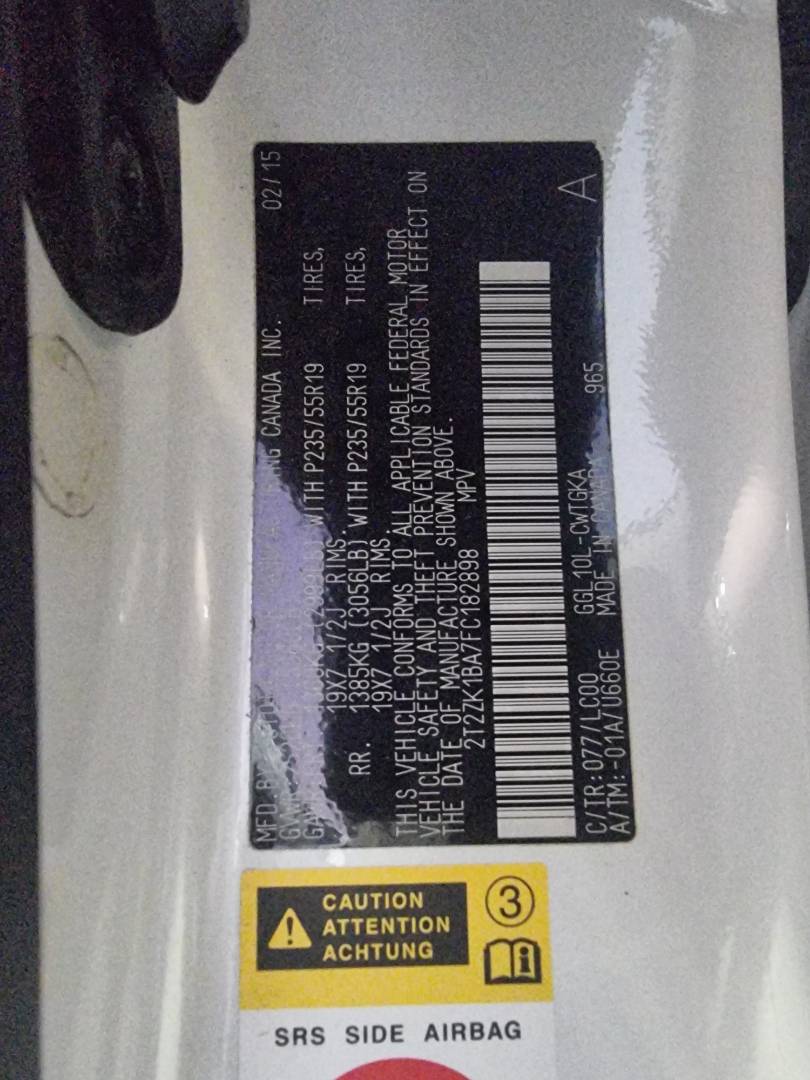 MFD BY CANADA INC. 02/15
WITH P235/55R19 TIRES,
19X7 1/2J RIMS.
RR. 1385KG (3056LB) WITH P235/55R19 TIRES,
19X7 1/2J RIMS.
THIS VEHICLE CONFORMS TO ALL APPLICABLE FEDERAL MOTOR
VEHICLE SAFETY AND THEFT PREVENTION STANDARDS IN EFFECT ON
THE DATE OF MANUFACTURE SHOWN ABOVE.
2T2ZK1BA7FC182898 MPV
A
C/TR:077/LC00 GGL10L-CWTGKA
A/TM:-01A/U660E MADE IN CANADA 965
CAUTION
ATTENTION
ACHTUNG
3
SRS SIDE AIRBAG